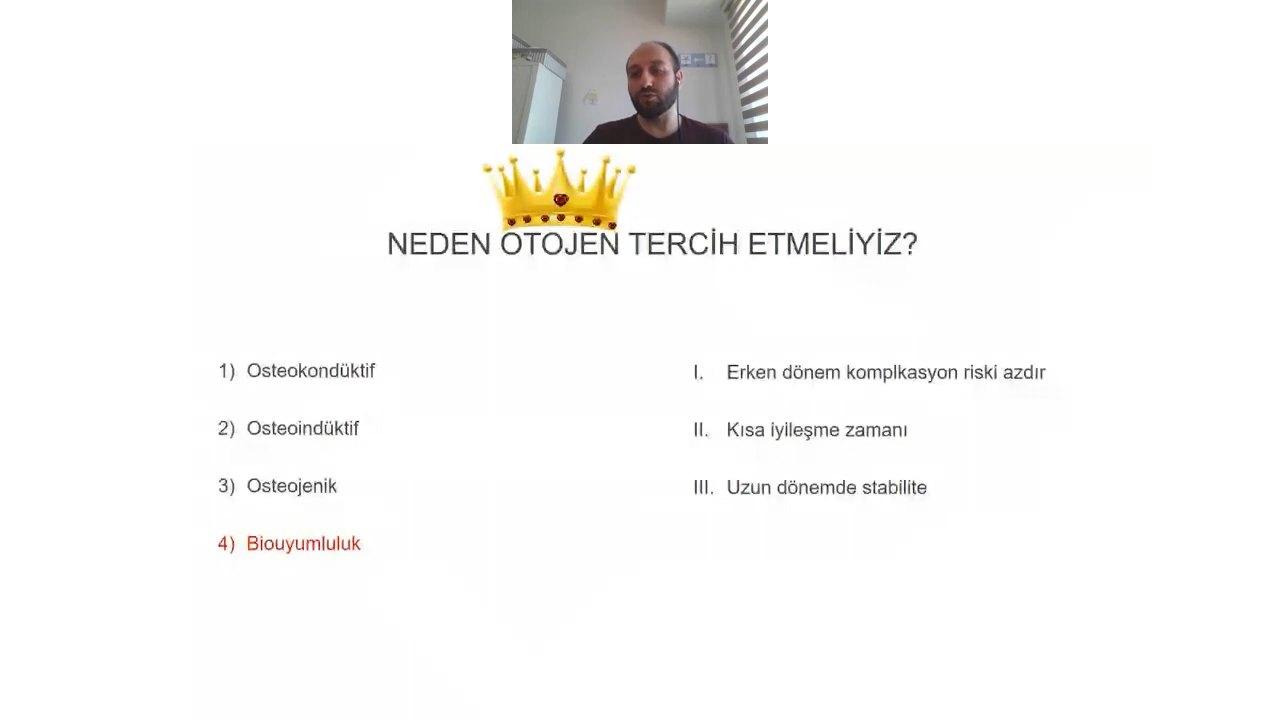 NEDEN OTOJEN TERCİH ETMELİYİZ?
1) Osteokondüktif
2) Osteoindüktif
3) Osteojenik
4) Biouyumluluk
I. Erken dönem komplkasyon riski azdır
II. Kısa iyileşme zamanı
III. Uzun dönemde stabilite